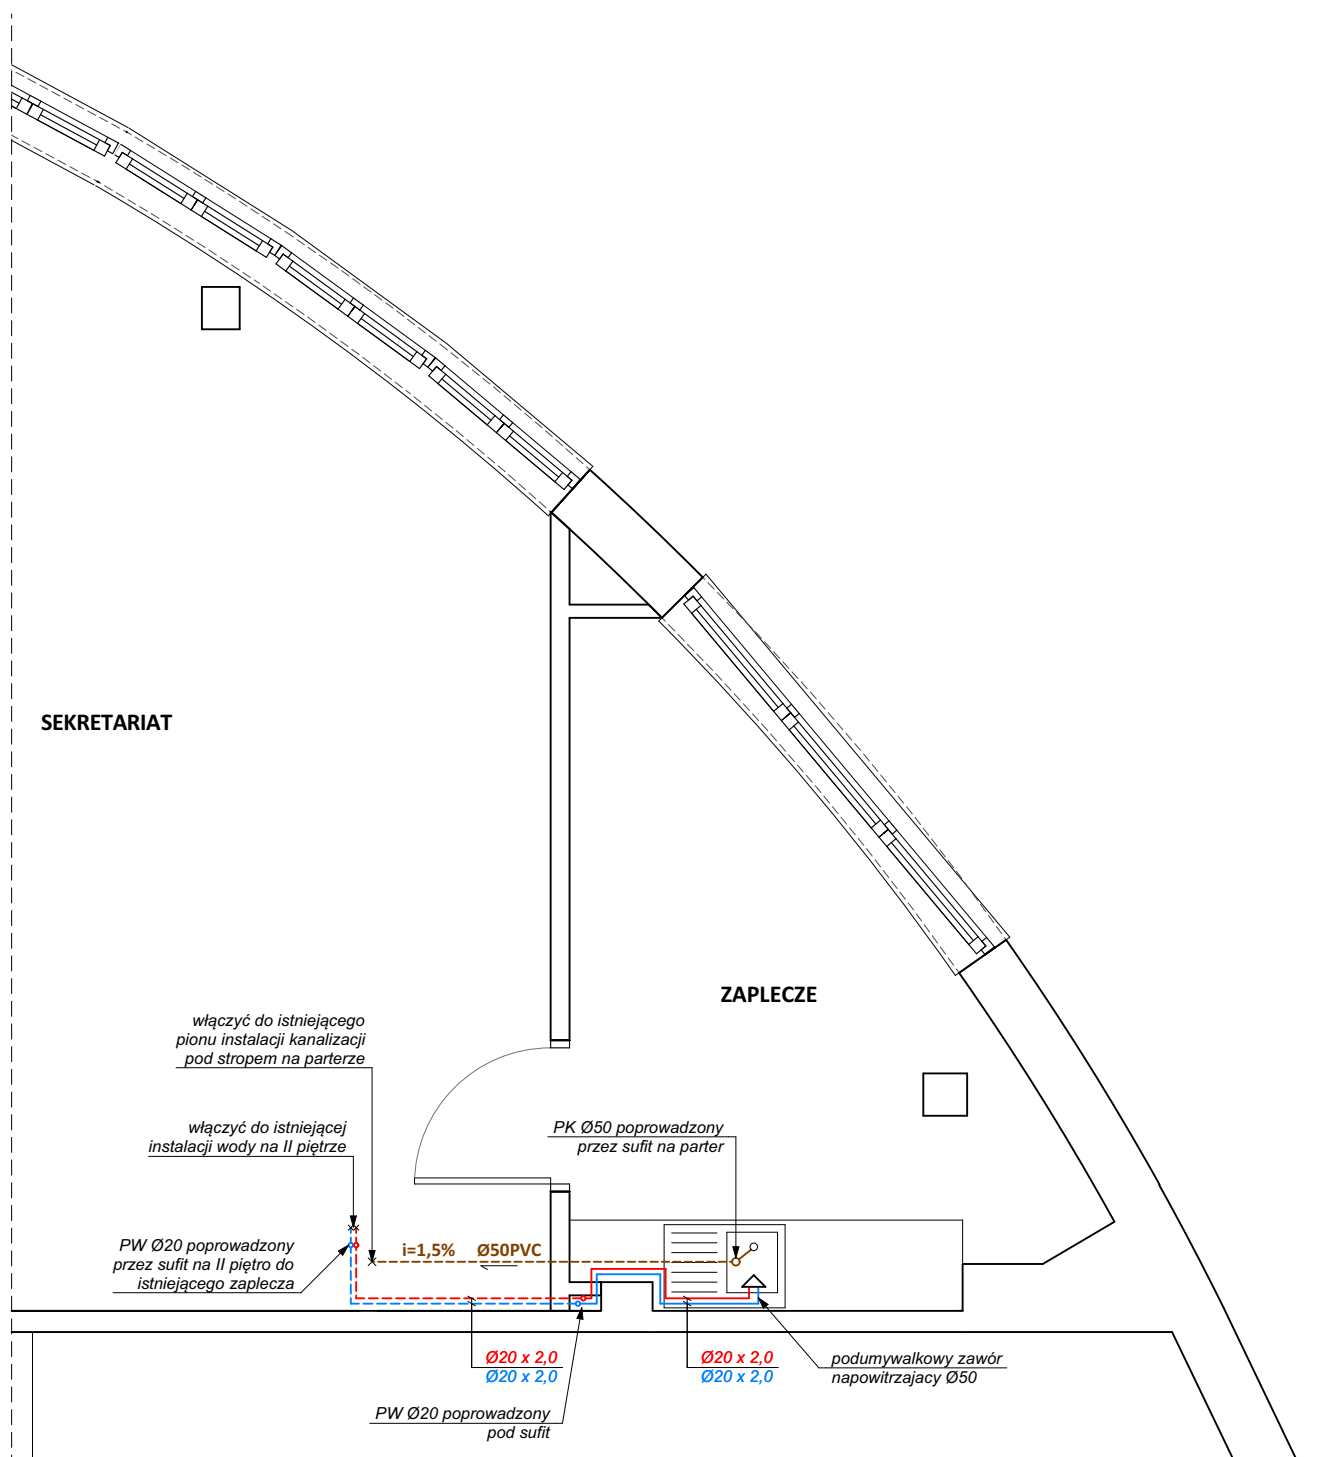 SEKRETARIAT
ZAPLECZE
włączyć do istniejącego
pionu instalacji kanalizacji
pod stropem na parterze
włączyć do istniejącej
instalacji wody na II piętrze
PK Ø50 poprowadzony
przez sufit na parter
PW Ø20 poprowadzony
przez sufit na II piętro do
istniejącego zaplecza
i=1,5% Ø50PVC
Ø20 x 2,0
Ø20 x 2,0
Ø20 x 2,0
Ø20 x 2,0
podumywalkowy zawór
napowitrzajacy Ø50
PW Ø20 poprowadzony
pod sufit